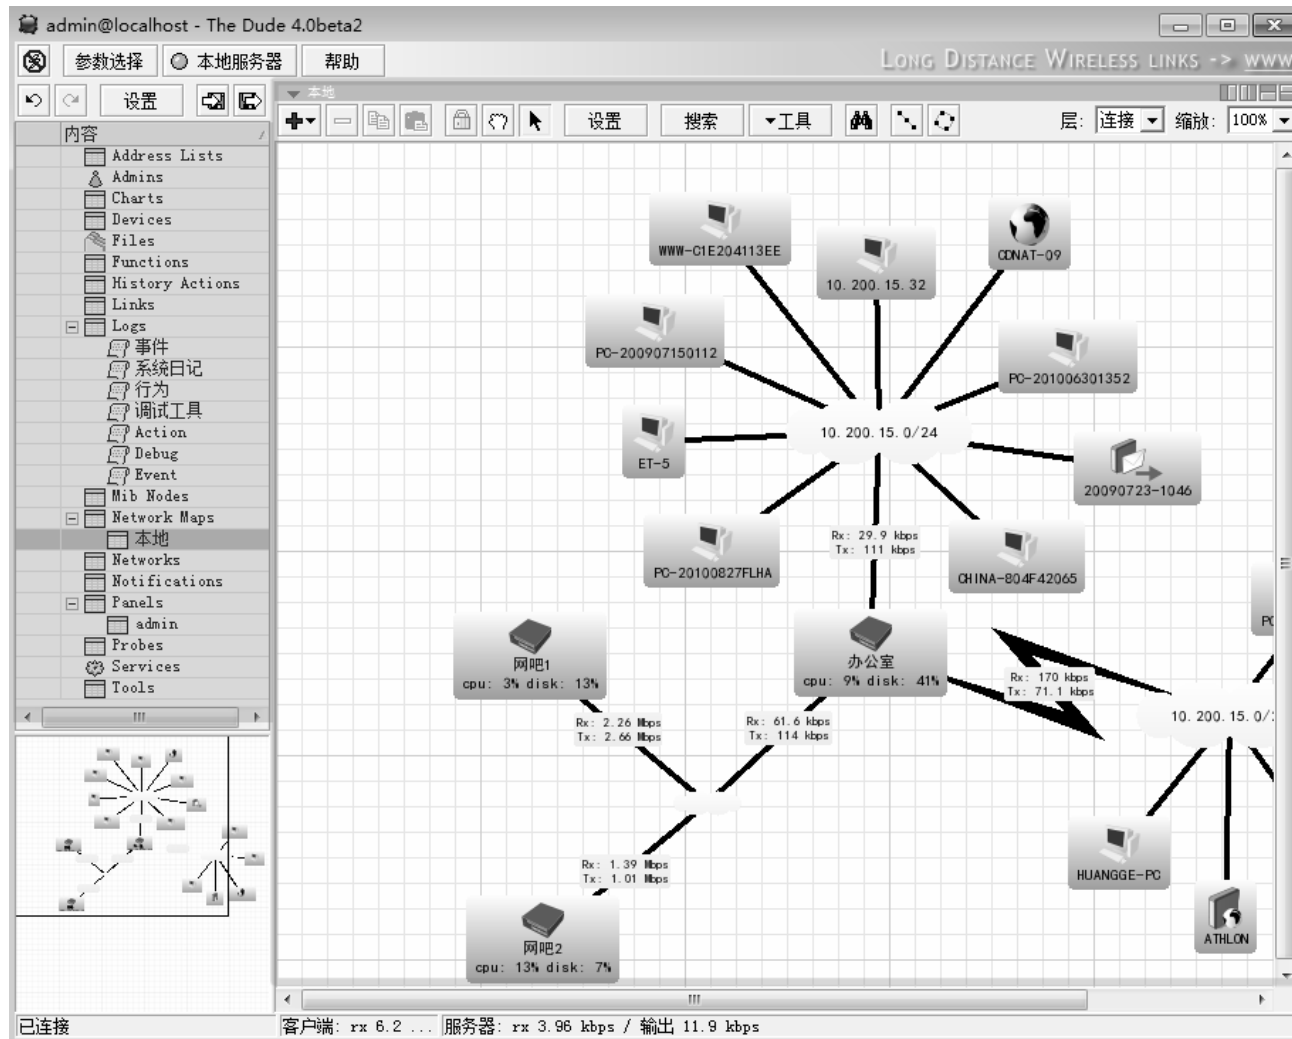 admin@localhost - The Dude 4.0beta2
参数选择 本地服务器 帮助
LONG DISTANCE WIRELESS LINKS -> WWW
设置
本地
设置 搜索 工具 层: 连接 缩放: 100%
内容
Address Lists
Admins
Charts
Devices
Files
Functions
History Actions
Links
Logs
事件
系统日记
行为
调试工具
Action
Debug
Event
Mib Nodes
Network Maps
本地
Networks
Notifications
Panels
admin
Probes
Services
Tools
WWW-C1E204113EE
10.200.15.32
CDNAT-09
PC-200907150112
PC-201006301352
ET-5
10.200.15.0/24
20090723-1046
PC-20100827FLHA
Rx: 29.9 kbps
Tx: 111 kbps
CHINA-804F42065
PC
网吧1
cpu: 3% disk: 13%
办公室
cpu: 9% disk: 41%
Rx: 170 kbps
Tx: 71.1 kbps
Rx: 2.26 Mbps
Tx: 2.66 Mbps
Rx: 61.6 kbps
Tx: 114 kbps
10.200.15.0/
Rx: 1.39 Mbps
Tx: 1.01 Mbps
HUANGGE-PC
ATHLON
网吧2
cpu: 13% disk: 7%
已连接
客户端: rx 6.2 ...
服务器: rx 3.96 kbps / 输出 11.9 kbps